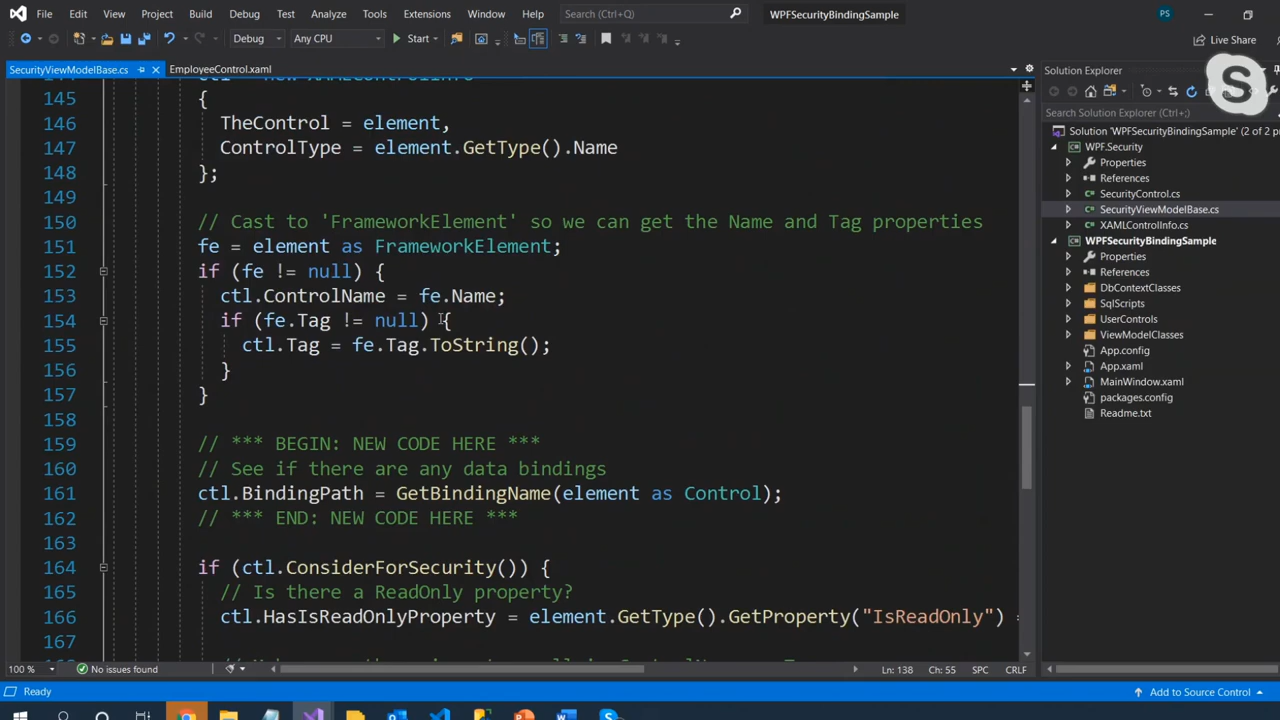 File Edit View Project Build Debug Test Analyze Tools Extensions Window Help Search (Ctrl+Q) WPFSecurityBindingSample PS
Debug Any CPU Start Live Share
SecurityViewModelBase.cs EmployeeControl.xaml
145 {
146 TheControl = element,
147 ControlType = element.GetType().Name
148 };
149
150 // Cast to 'FrameworkElement' so we can get the Name and Tag properties
151 fe = element as FrameworkElement;
152 if (fe != null) {
153 ctl.ControlName = fe.Name;
154 if (fe.Tag != null) {
155 ctl.Tag = fe.Tag.ToString();
156 }
157 }
158
159 // *** BEGIN: NEW CODE HERE ***
160 // See if there are any data bindings
161 ctl.BindingPath = GetBindingName(element as Control);
162 // *** END: NEW CODE HERE ***
163
164 if (ctl.ConsiderForSecurity()) {
165 // Is there a ReadOnly property?
166 ctl.HasIsReadOnlyProperty = element.GetType().GetProperty("IsReadOnly") =
167
100 % No issues found Ln: 138 Ch: 55 SPC CRLF
Solution Explorer
Search Solution Explorer (Ctrl+;)
Solution 'WPFSecurityBindingSample' (2 of 2 p
WPF.Security
Properties
References
SecurityControl.cs
SecurityViewModelBase.cs
XAMLControlInfo.cs
WPFSecurityBindingSample
Properties
References
DbContextClasses
SqlScripts
UserControls
ViewModelClasses
App.config
App.xaml
MainWindow.xaml
packages.config
Readme.txt
Ready Add to Source Control